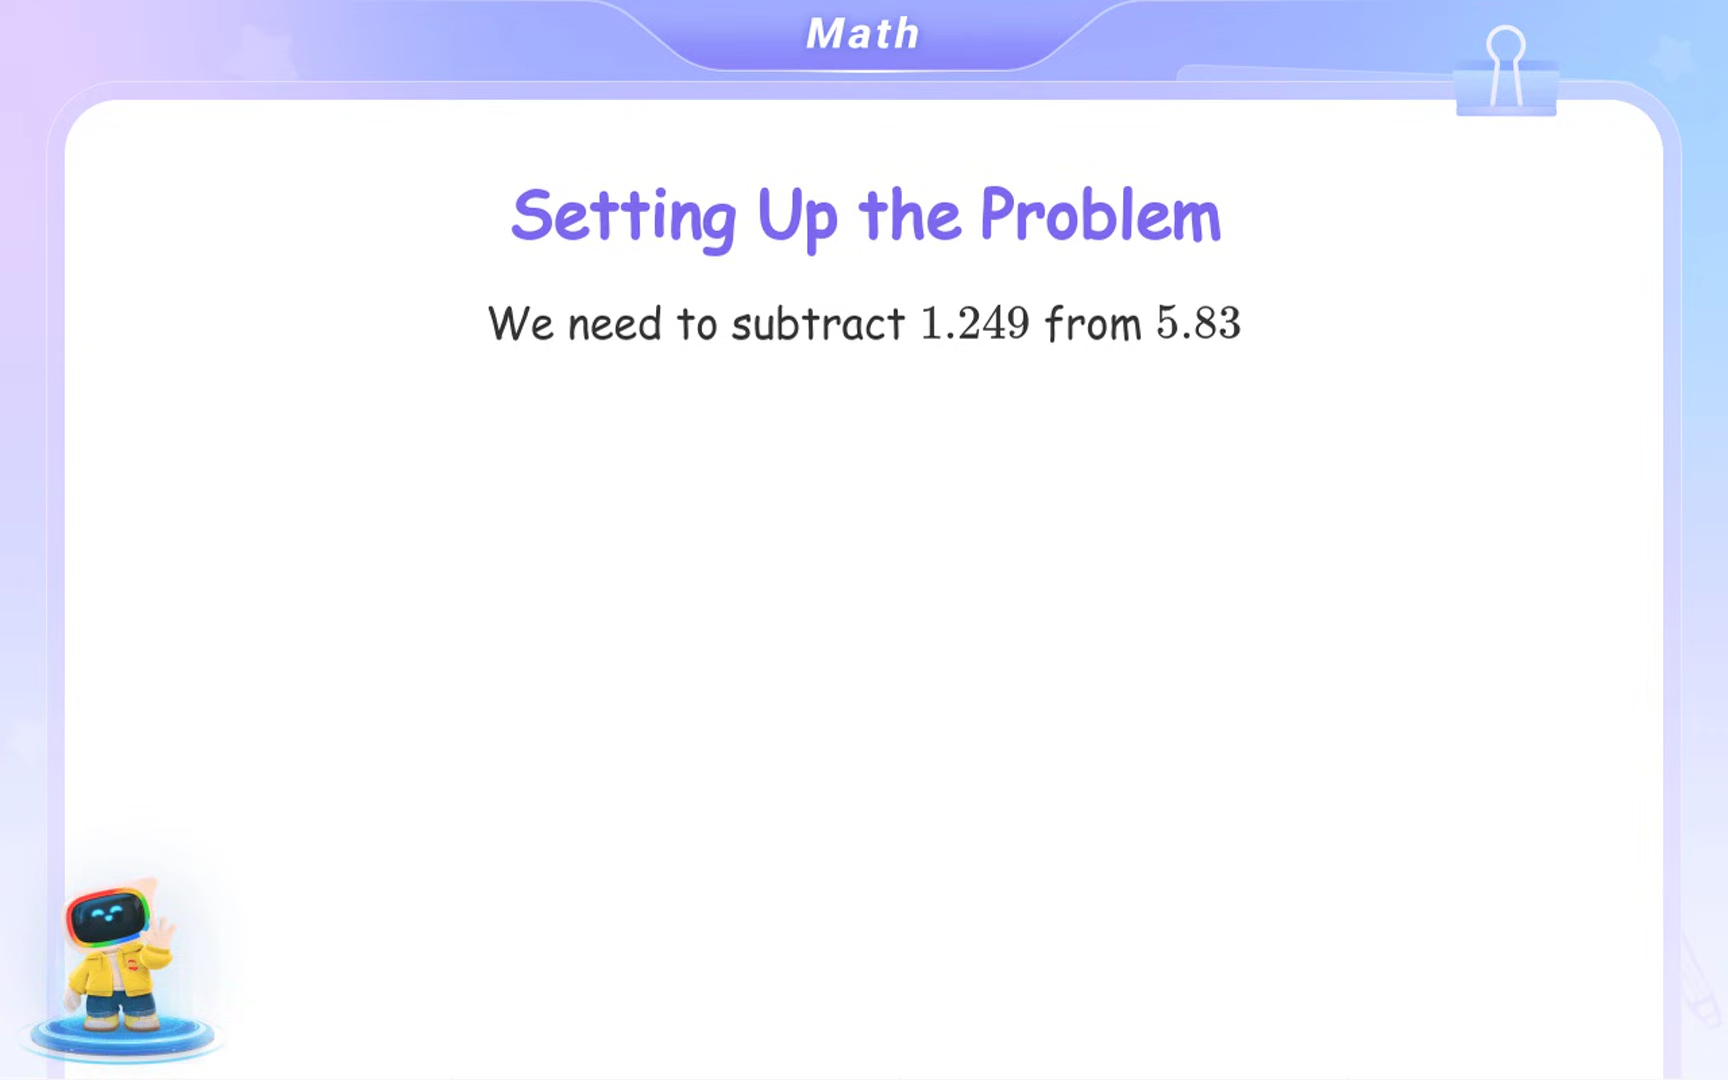 Math
Setting Up the Problem
We need to subtract 1.249 from 5.83